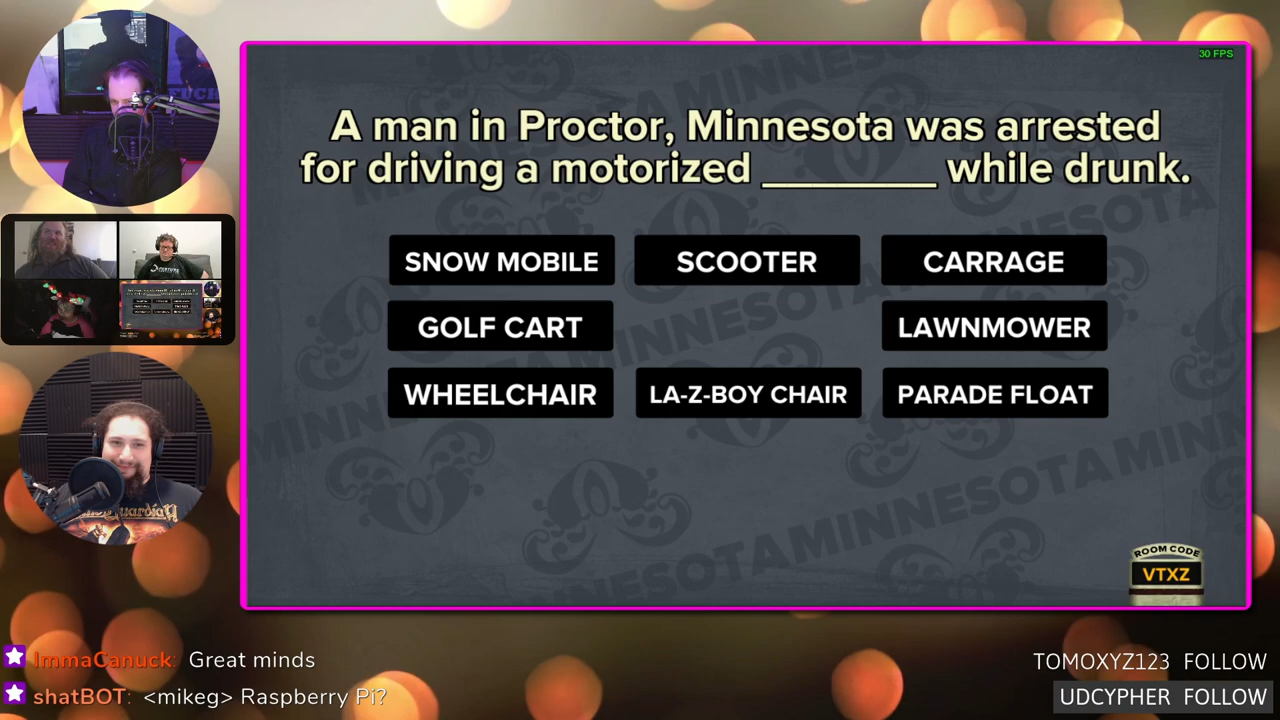 30 FPS
A man in Proctor, Minnesota was arrested
for driving a motorized ________ while drunk.
SNOW MOBILE SCOOTER CARRAGE
GOLF CART LAWNMOWER
WHEELCHAIR LA-Z-BOY CHAIR PARADE FLOAT
ROOM CODE
VTXZ
ImmaCanuck: Great minds
shatBOT: <mikeg> Raspberry Pi?
TOMOXYZ123 FOLLOW
UDCYPHER FOLLOW